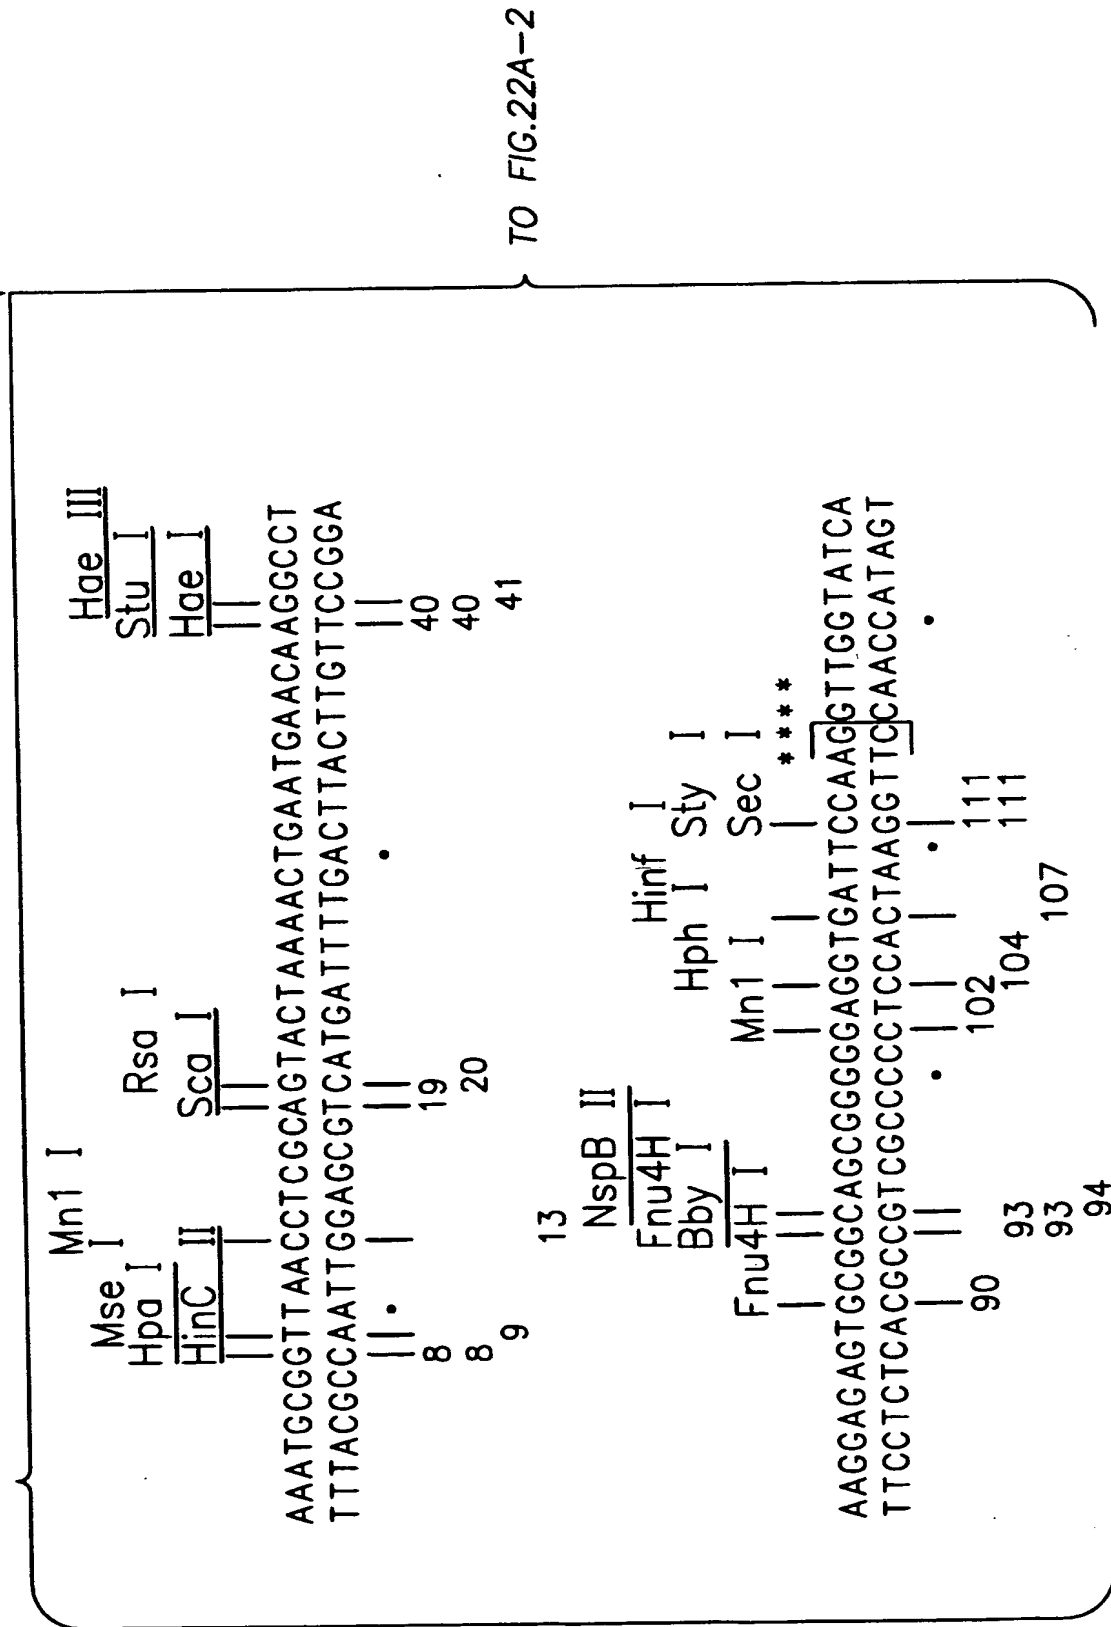 TO FIG.22A-2
Mn1 I
Mse I
Hpa I
HinC II
Rsa I
Sca I
Hae III
Stu I
Hae I
AAATGCGGTTAACCTCGCAGTACTAAAACTGAATGAACAAGGCCT
TTTACGCCAATTGGAGCGTCATGATTTTGACTTACTTGTTCCGGA
8 19 40
8 20 40
9 41
13
NspB II
Fnu4H I
Bby I
Fnu4H I
Hinf I
Hph I
Mn1 I
Sty I
Sec I
****
AAGGAGAGTGCGGCAGCGGGGGAGGTGATTCCAAGGTTGGTATCA
TTCCTCTCACGCCGTCGCCCCCTCCACTAAGGTTCCAACCATAGT
90 102 111
93 104 111
93 107
94